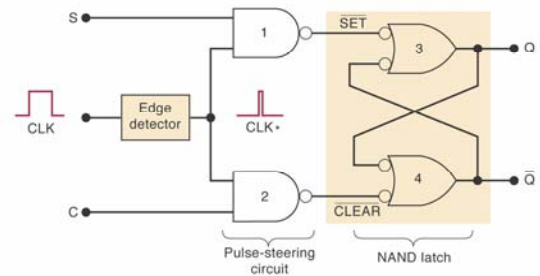 S
1
SET
3
Q
CLK
Edge
detector
CLK*
2
CLEAR
4
Q̅
C
Pulse-steering
circuit
NAND latch